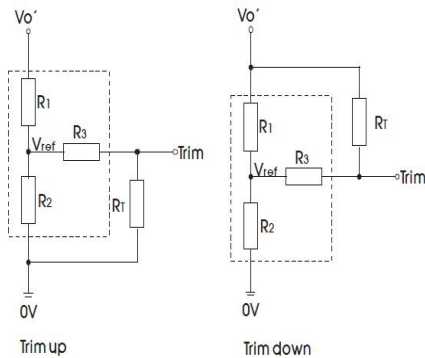 Vo´
R1
Vref
R3
Trim
R2
RT
0V
Trim up
Vo´
R1
RT
Vref
R3
Trim
R2
0V
Trim down